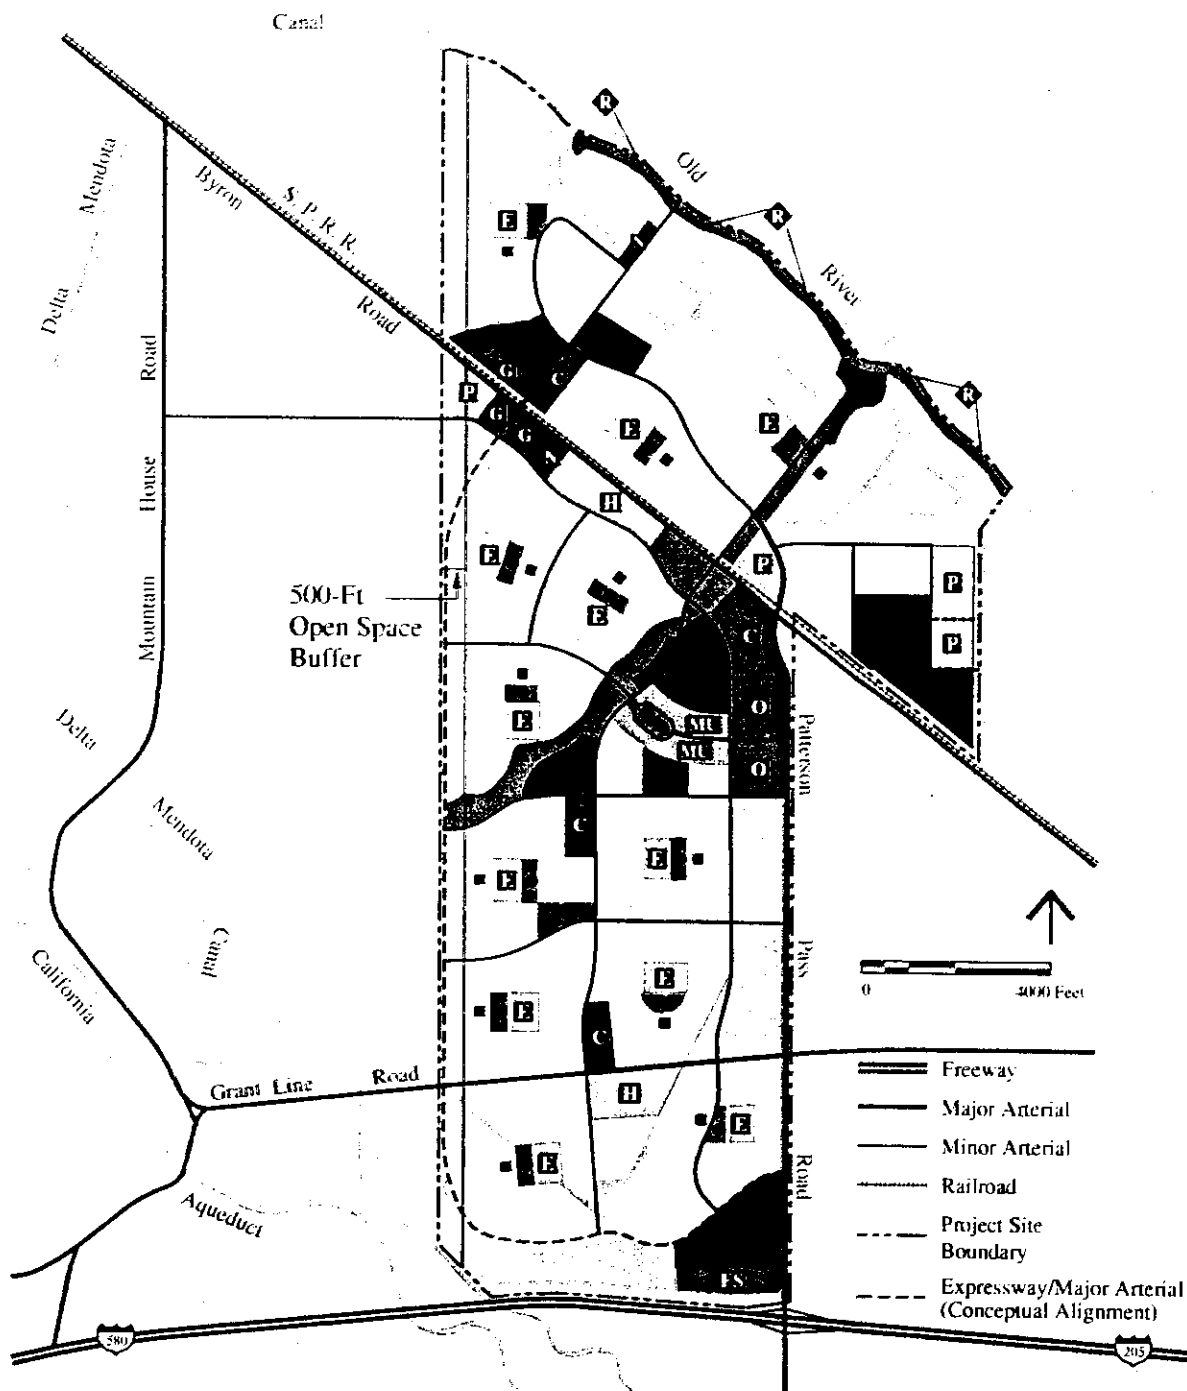 Canal
R
Old
Mendota
Byron
S. P. R. R.
E
N
R
River
Delta
Road
Road
G
C
P
G
G
N
E
E
R
House
H
E
500-Ft
Open Space
Buffer
E
P
P
P
Mountain
C
E
O
MU
MU
O
Patterson
Delta
Mendota
C
E
E
Canal
California
Pass
E
E
C
0
4000 Feet
Grant Line Road
H
E
E
Road
Aqueduct
Freeway
Major Arterial
Minor Arterial
Railroad
Project Site
Boundary
Expressway/Major Arterial
(Conceptual Alignment)
580
205